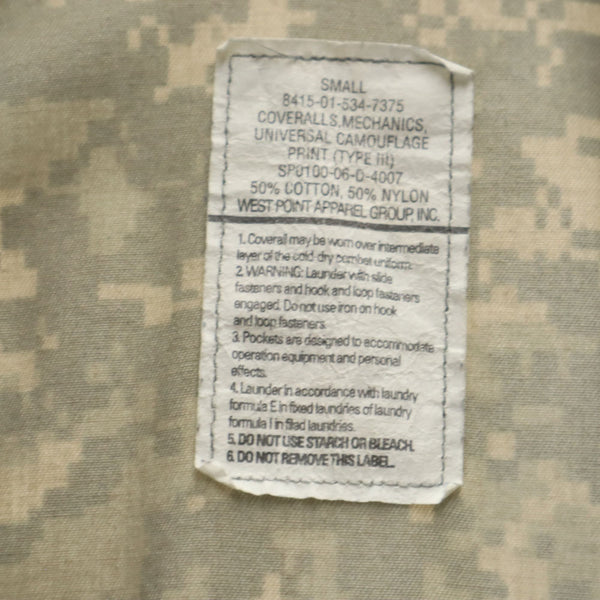 SMALL
8415-01-534-7375
COVERALLS, MECHANICS,
UNIVERSAL CAMOUFLAGE
PRINT (TYPE III)
SP0100-06-D-4007
50% COTTON, 50% NYLON
WEST POINT APPAREL GROUP, INC.
1. Coverall may be worn over intermediate
layer of the cold-dry combat uniform.
2. WARNING: Launder with slide
fasteners and hook and loop fasteners
engaged. Do not use iron on hook
and loop fasteners.
3. Pockets are designed to accommodate
operation equipment and personal
effects.
4. Launder in accordance with laundry
formula E in fixed laundries of laundry
formula I in filad laundries.
5. DO NOT USE STARCH OR BLEACH.
6. DO NOT REMOVE THIS LABEL.